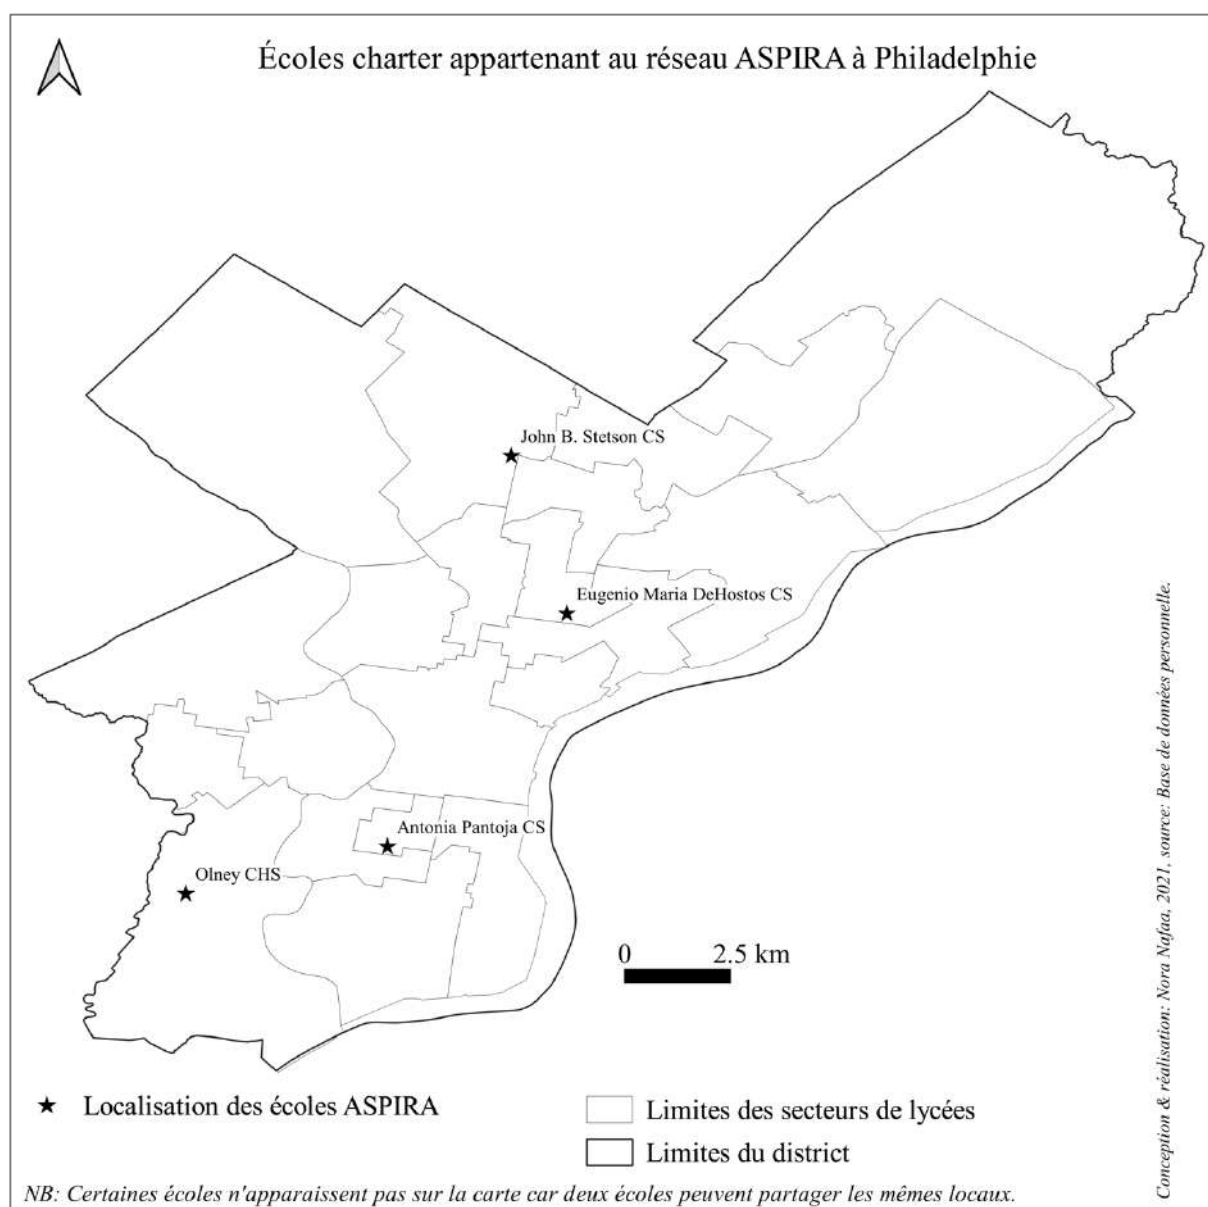 Écoles charter appartenant au réseau ASPIRA à Philadelphie
John B. Stetson CS
Eugenio Maria DeHostos CS
Antonia Pantoja CS
Olney CHS
0 2.5 km
Localisation des écoles ASPIRA
Limites des secteurs de lycées
Limites du district
NB: Certaines écoles n'apparaissent pas sur la carte car deux écoles peuvent partager les mêmes locaux.
Conception & réalisation: Nora Nafaa, 2021, source: Base de données personnelle.